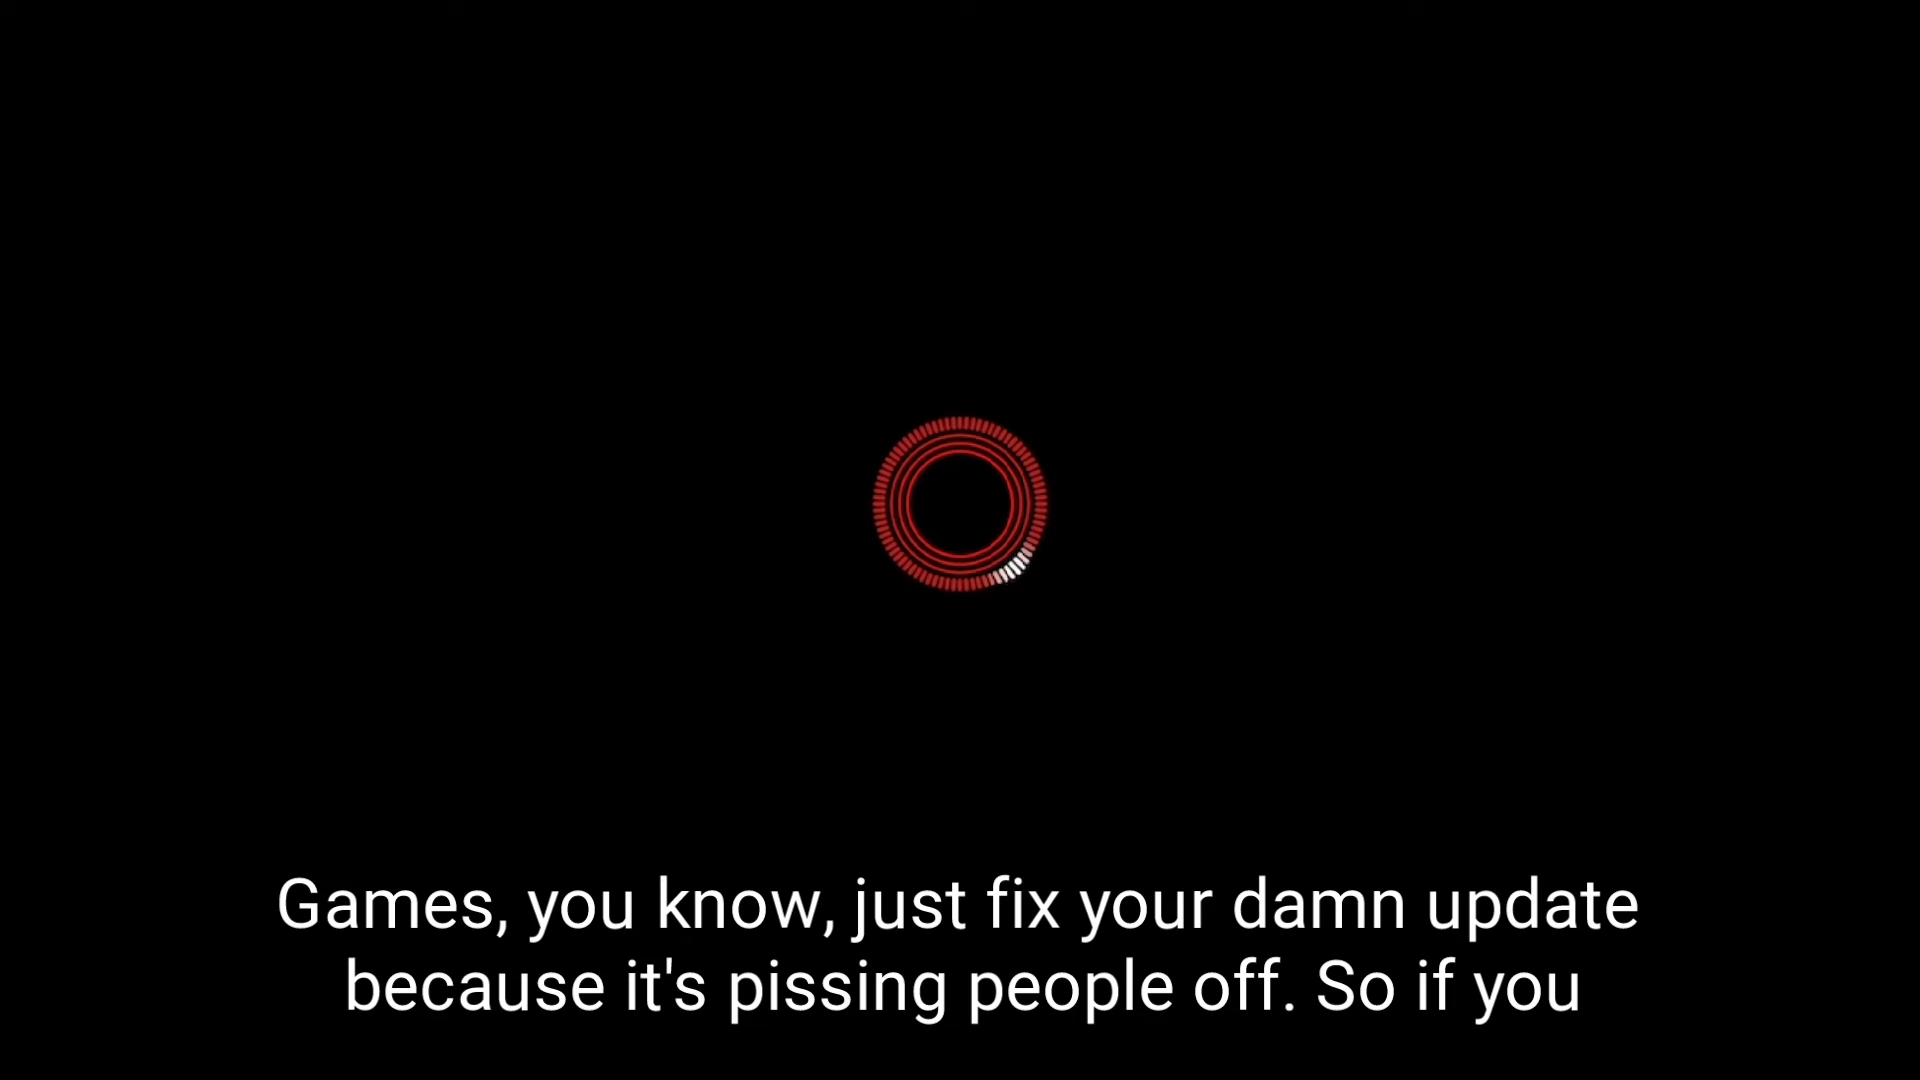 Games, you know, just fix your damn update
because it's pissing people off. So if you